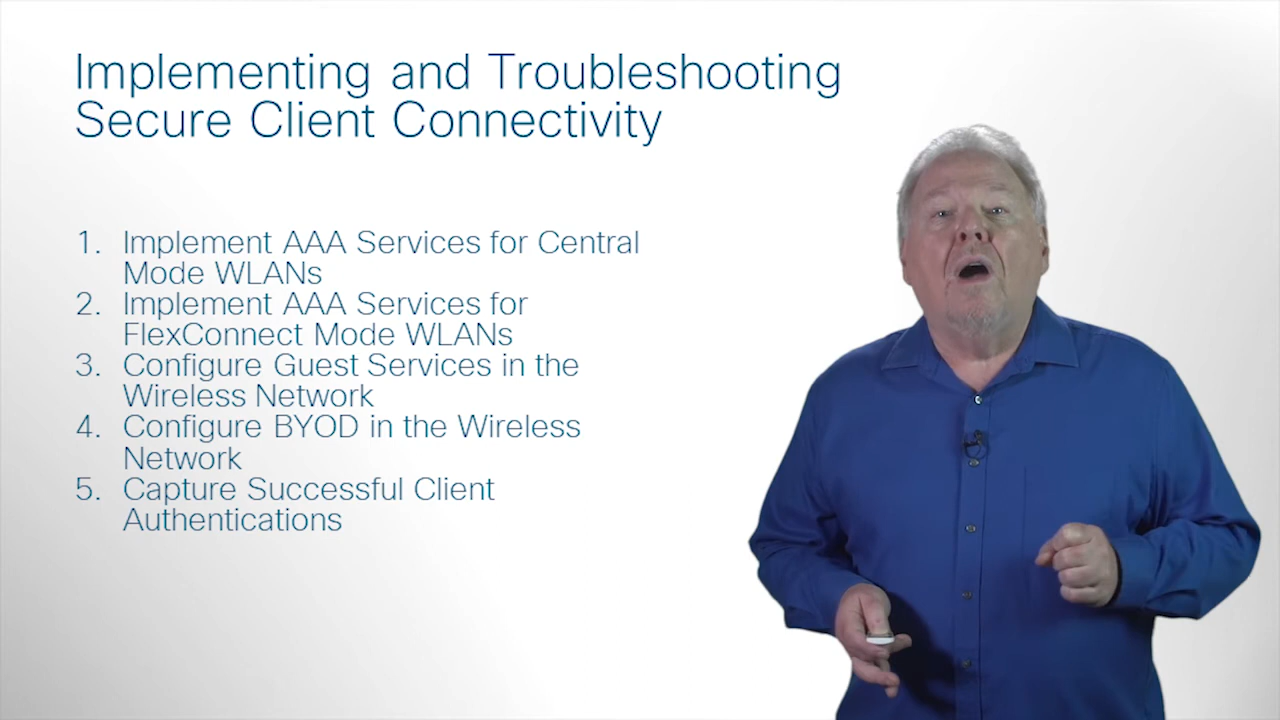 Implementing and Troubleshooting
Secure Client Connectivity
1. Implement AAA Services for Central
Mode WLANs
2. Implement AAA Services for
FlexConnect Mode WLANs
3. Configure Guest Services in the
Wireless Network
4. Configure BYOD in the Wireless
Network
5. Capture Successful Client
Authentications